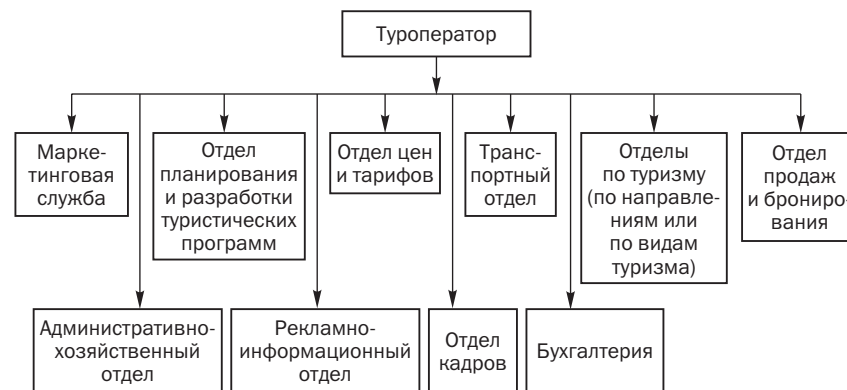 Туроператор
Марке-
тинговая
служба
Отдел
планирования
и разработки
туристических
программ
Отдел цен
и тарифов
Транс-
портный
отдел
Отделы
по туризму
(по направле-
ниям или
по видам
туризма)
Отдел
продаж
и брониро-
вания
Административно-
хозяйственный
отдел
Рекламно-
информационный
отдел
Отдел
кадров
Бухгалтерия